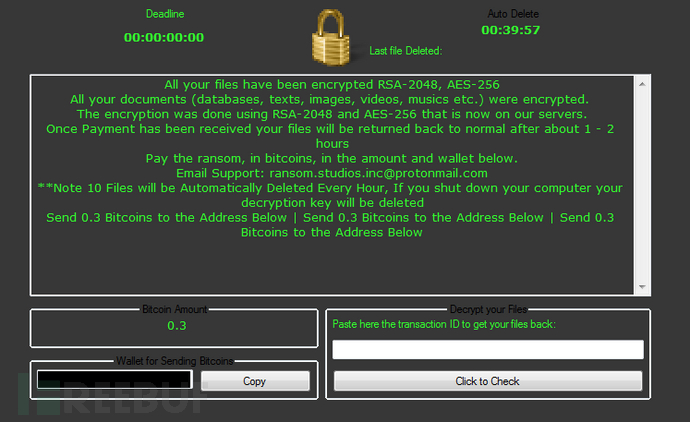 Deadline
00:00:00:00
Auto Delete
00:39:57
Last file Deleted:
All your files have been encrypted RSA-2048, AES-256
All your documents (databases, texts, images, videos, musics etc.) were encrypted.
The encryption was done using RSA-2048 and AES-256 that is now on our servers.
Once Payment has been received your files will be returned back to normal after about 1 - 2
hours
Pay the ransom, in bitcoins, in the amount and wallet below.
Email Support: ransom.studios.inc@protonmail.com
**Note 10 Files will be Automatically Deleted Every Hour, If you shut down your computer your
decryption key will be deleted
Send 0.3 Bitcoins to the Address Below | Send 0.3 Bitcoins to the Address Below | Send 0.3
Bitcoins to the Address Below
Bitcoin Amount
0.3
Wallet for Sending Bitcoins
Copy
Decrypt your Files
Paste here the transaction ID to get your files back:
Click to Check
REEBUF